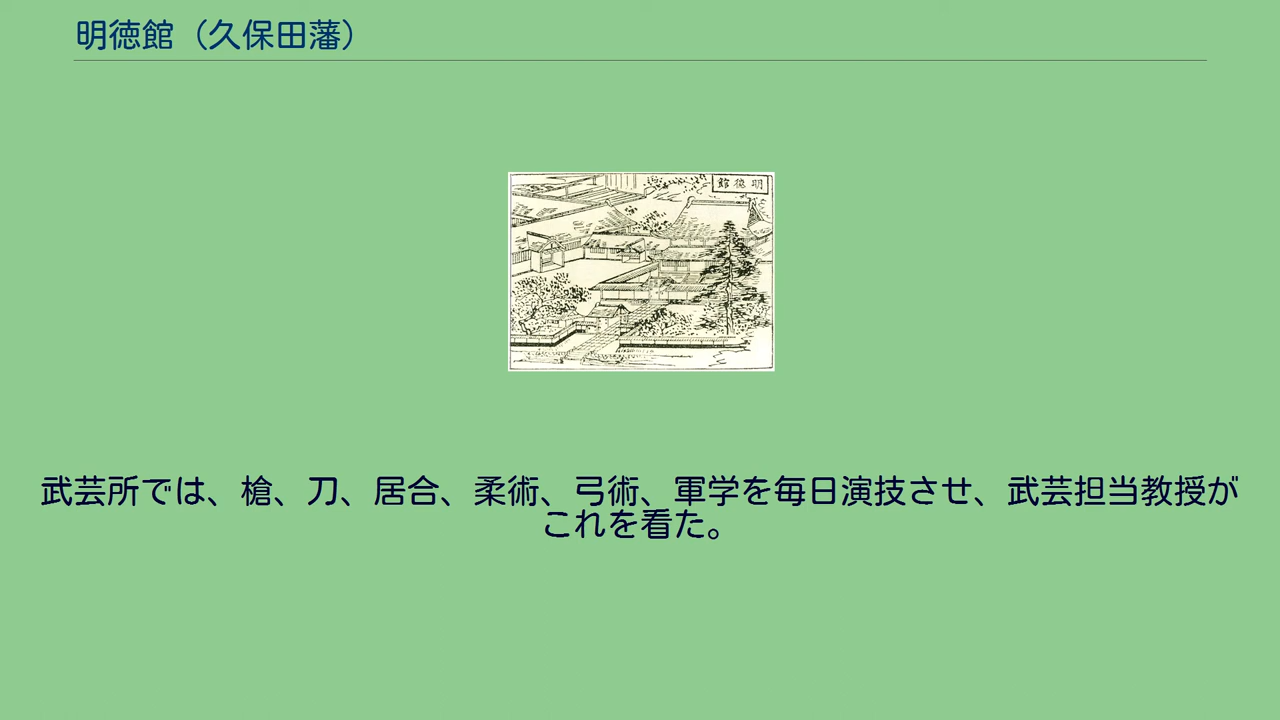 明徳館（久保田藩）
明徳館
武芸所では、槍、刀、居合、柔術、弓術、軍学を毎日演技させ、武芸担当教授が
これを看た。